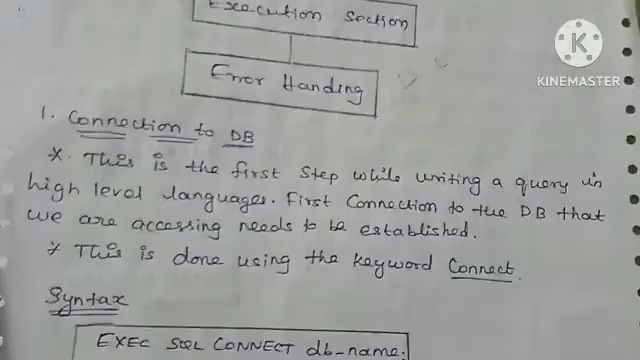 Execution section
Error Handing
KINEMASTER
1. Connection to DB
* This is the first step while writing a query in
high level languages. First Connection to the DB that
we are accessing needs to be established.
* This is done using the keyword Connect.
Syntax
EXEC SQL CONNECT db-name;